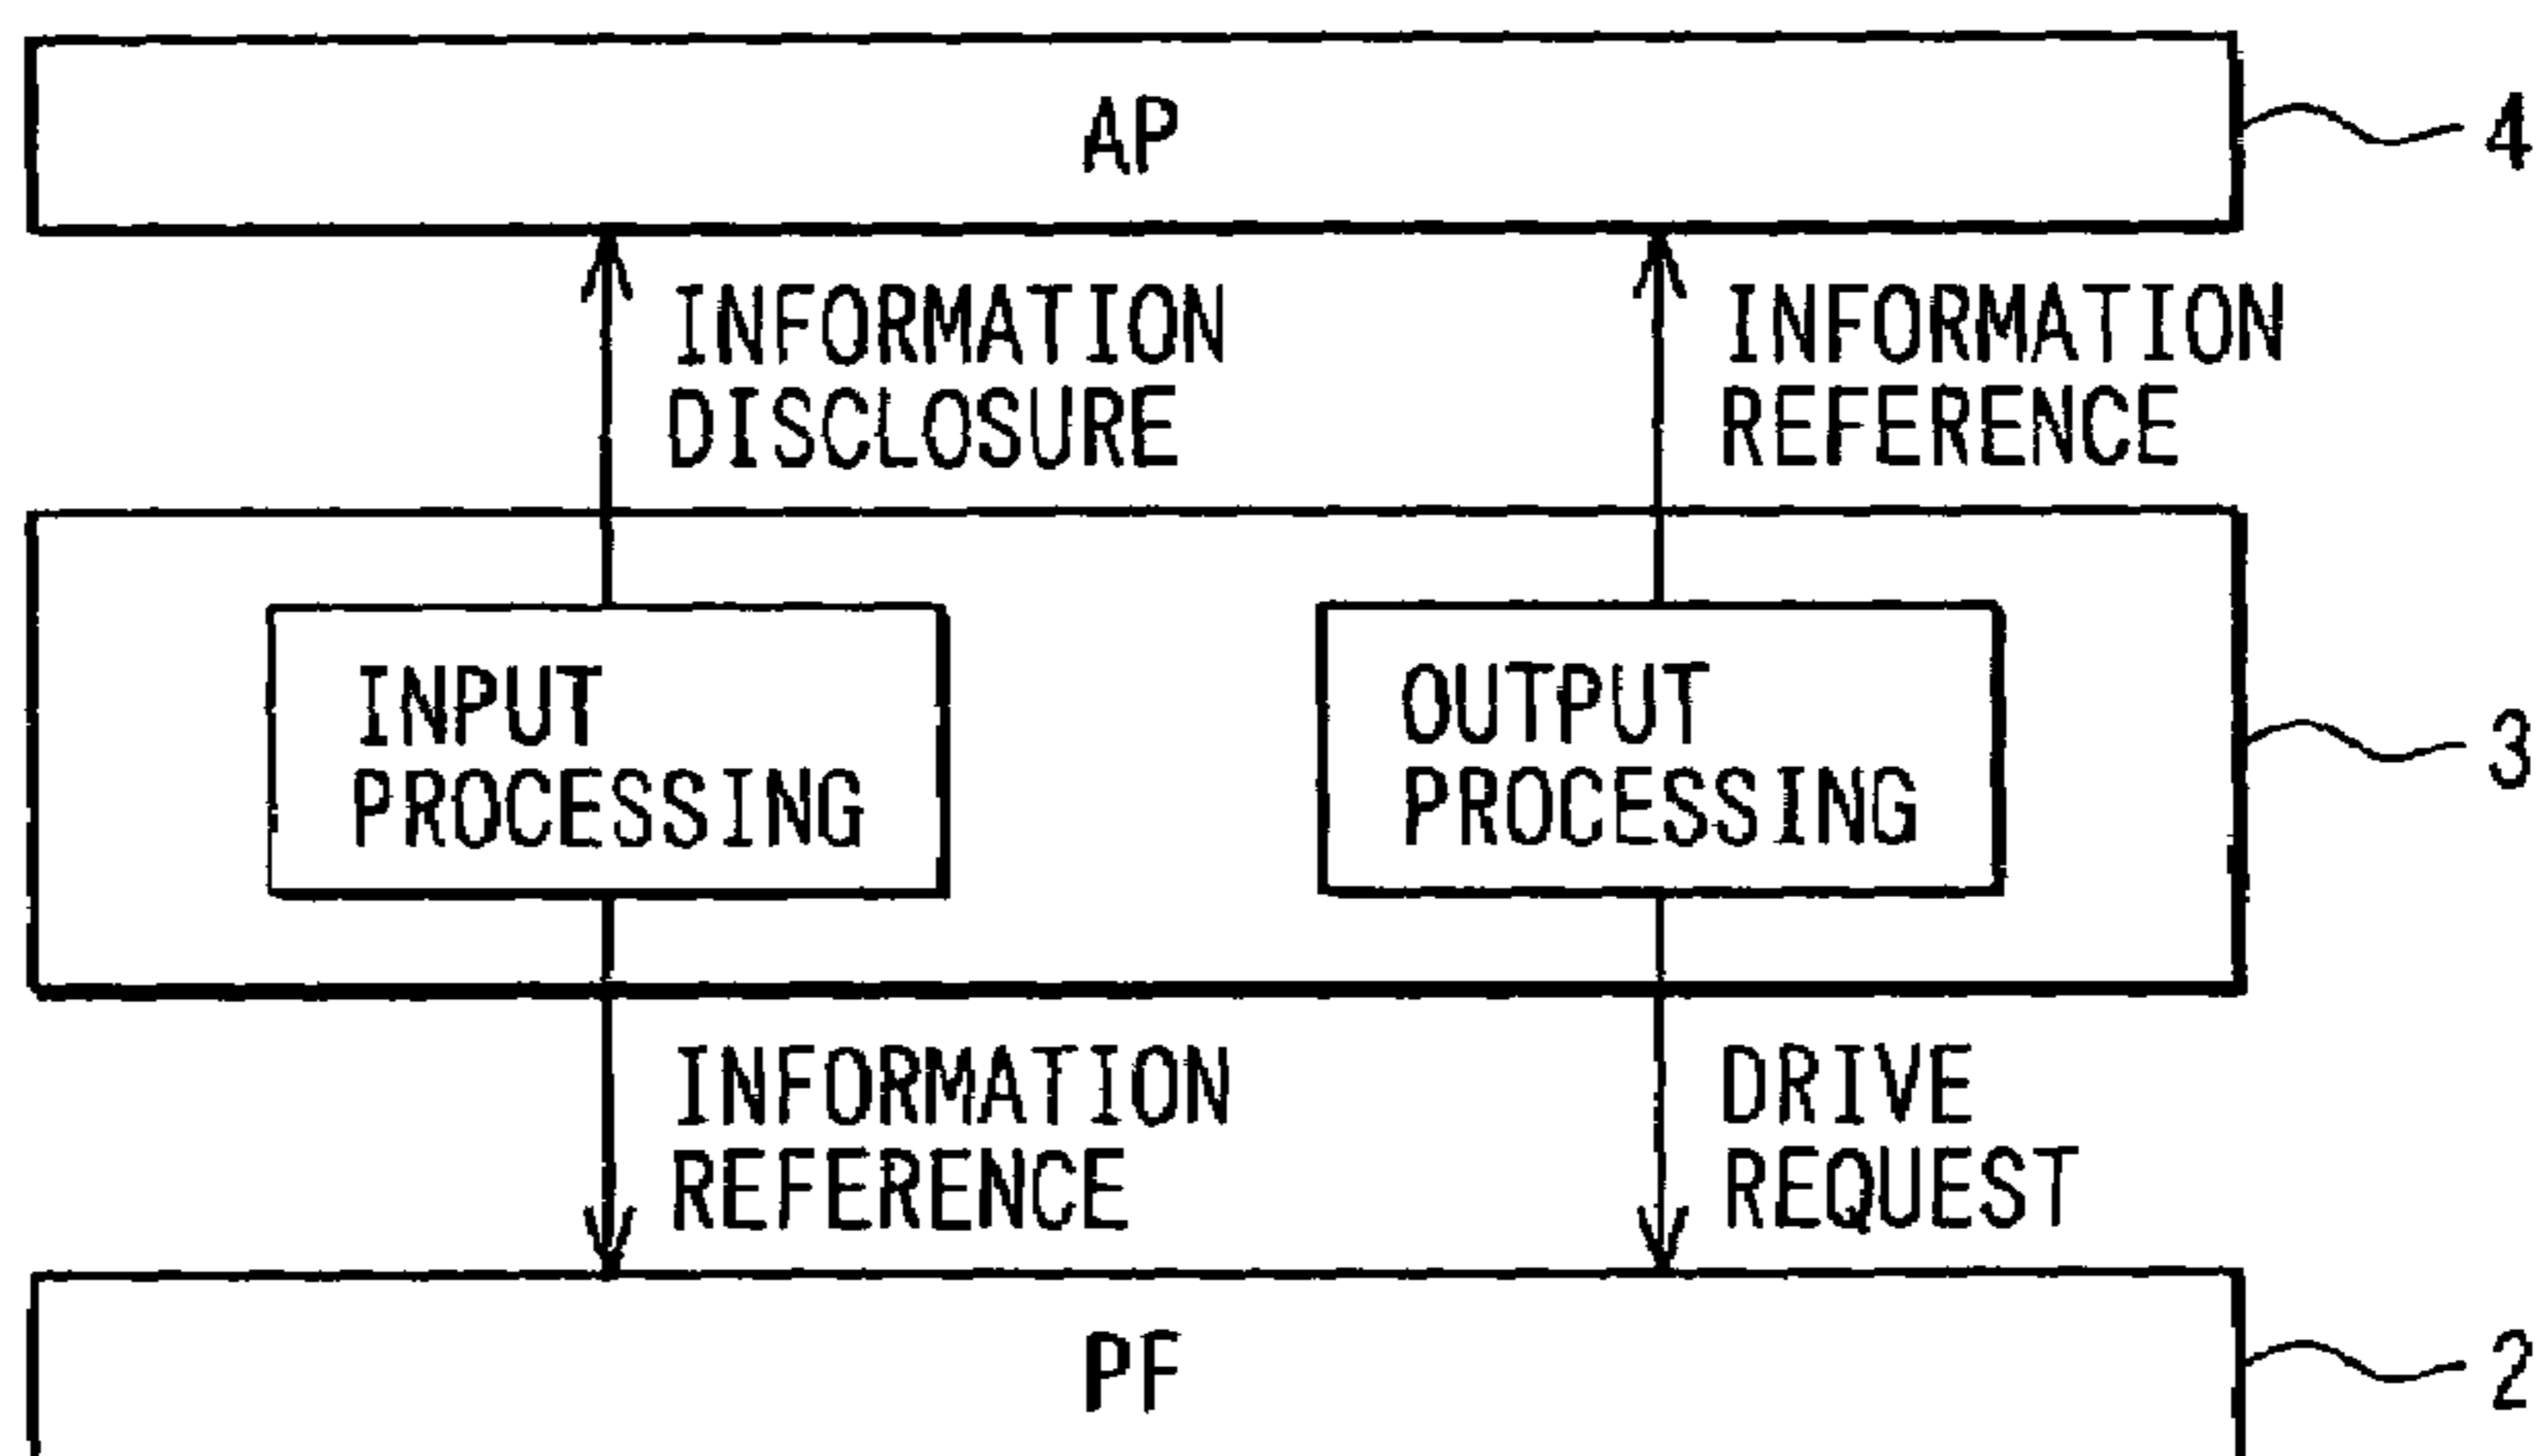 AP
4
INFORMATION
DISCLOSURE
INFORMATION
REFERENCE
INPUT
PROCESSING
OUTPUT
PROCESSING
3
INFORMATION
REFERENCE
DRIVE
REQUEST
PF
2